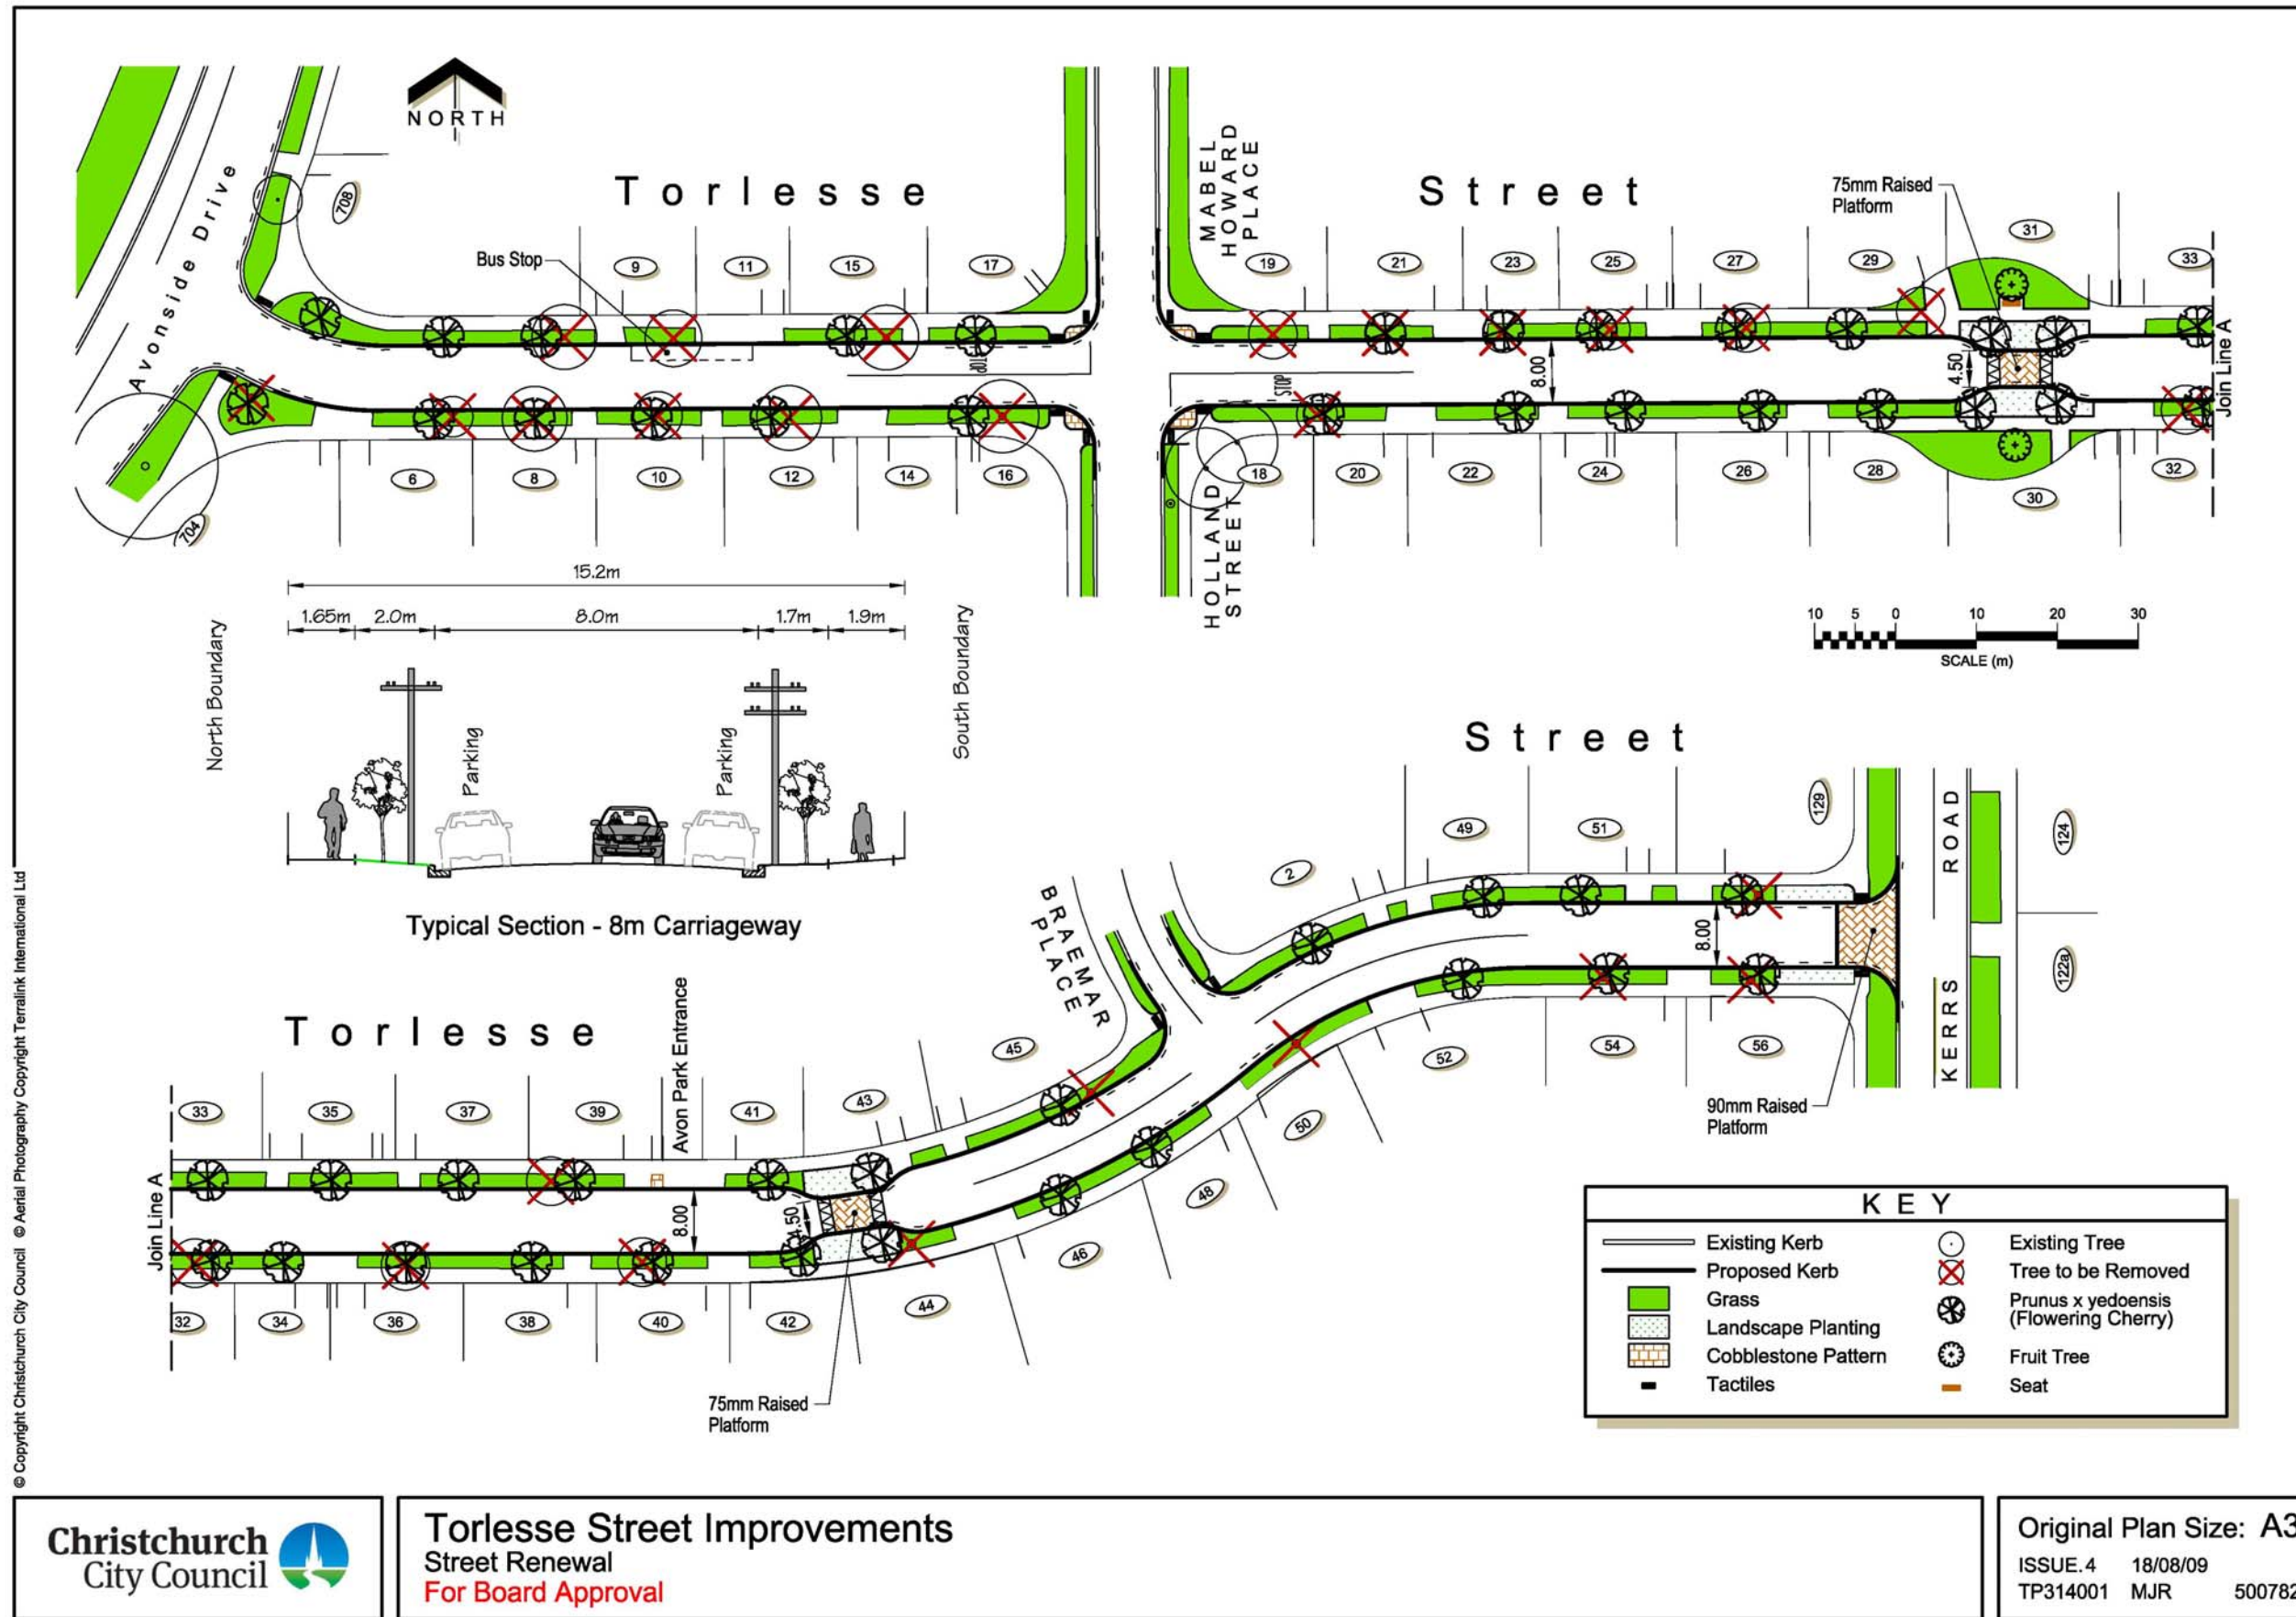 NORTH
Torlesse
Street
Avonside Drive
MABEL
HOWARD
PLACE
75mm Raised
Platform
Bus Stop
708
9
11
15
17
19
21
23
25
27
29
31
33
STOP
STOP
8.00
4.50
Join Line A
6
8
10
12
14
16
18
20
22
24
26
28
30
32
704
HOLLAND
STREET
15.2m
1.65m
2.0m
8.0m
1.7m
1.9m
North Boundary
Parking
Parking
South Boundary
Typical Section - 8m Carriageway
10 5 0 10 20 30
SCALE (m)
Street
BRAEMAR
PLACE
2
49
51
129
KERRS ROAD
124
122a
8.00
90mm Raised
Platform
Torlesse
Avon Park Entrance
Join Line A
33
35
37
39
41
43
45
8.00
4.50
32
34
36
38
40
42
44
46
48
50
52
54
56
75mm Raised
Platform
KEY
Existing Kerb
Proposed Kerb
Grass
Landscape Planting
Cobblestone Pattern
Tactiles
Existing Tree
Tree to be Removed
Prunus x yedoensis
(Flowering Cherry)
Fruit Tree
Seat
© Copyright Christchurch City Council © Aerial Photography Copyright Terralink International Ltd
Christchurch
City Council
Torlesse Street Improvements
Street Renewal
For Board Approval
Original Plan Size: A3
ISSUE.4 18/08/09
TP314001 MJR 500782